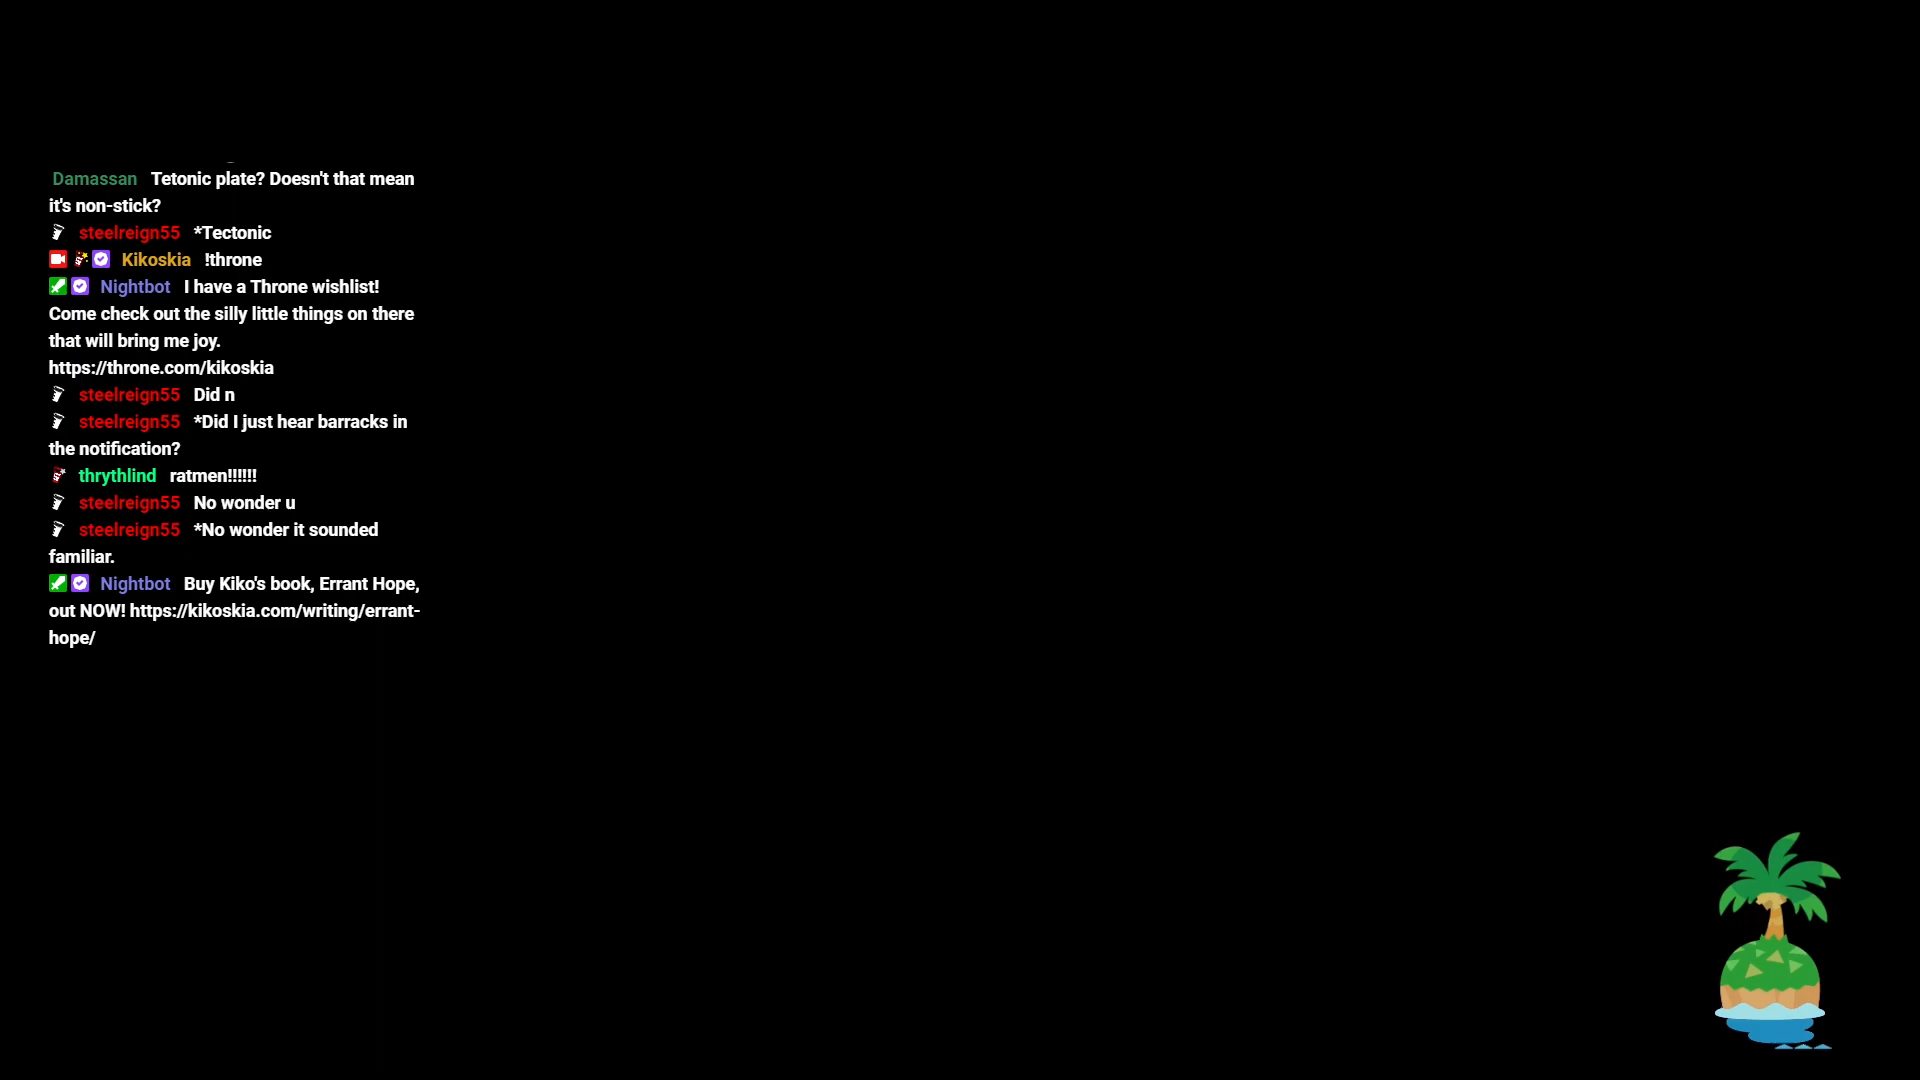 Damassan Tetonic plate? Doesn't that mean
it's non-stick?
steelreign55 *Tectonic
Kikoskia !throne
Nightbot I have a Throne wishlist!
Come check out the silly little things on there
that will bring me joy.
https://throne.com/kikoskia
steelreign55 Did n
steelreign55 *Did I just hear barracks in
the notification?
thrythlind ratmen!!!!!!
steelreign55 No wonder u
steelreign55 *No wonder it sounded
familiar.
Nightbot Buy Kiko's book, Errant Hope,
out NOW! https://kikoskia.com/writing/errant-
hope/